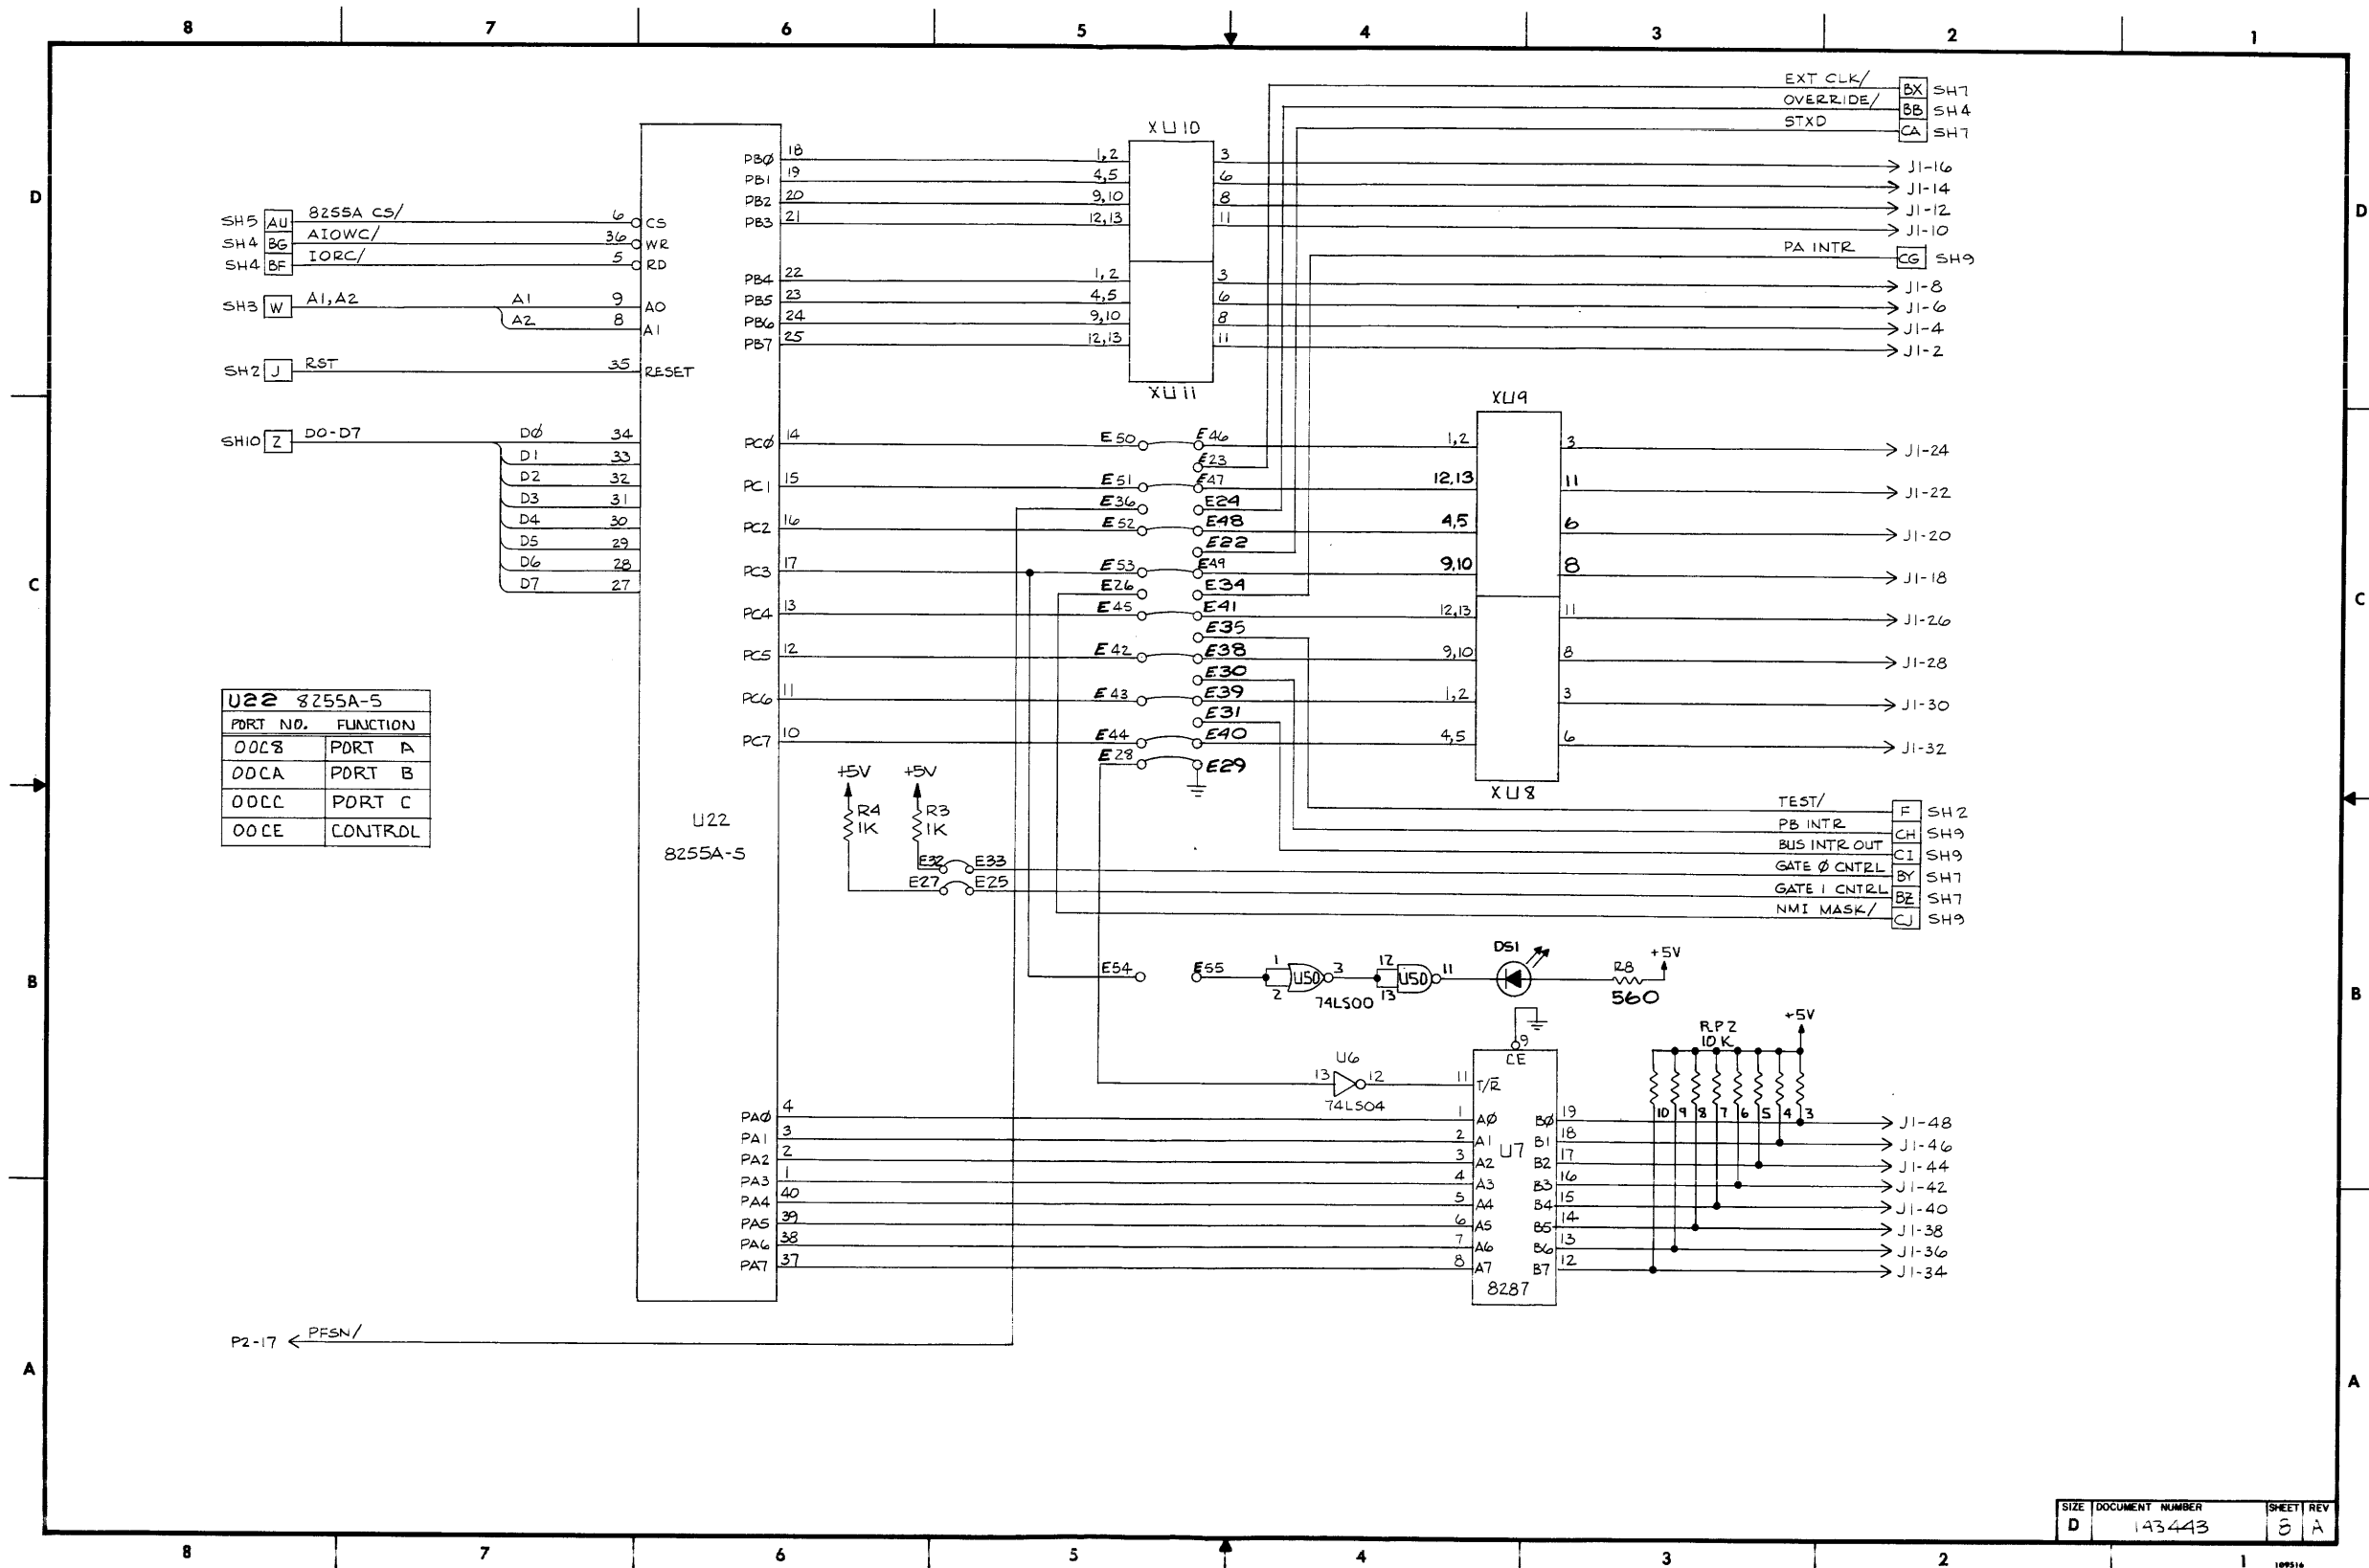 8 7 6 5 4 3 2 1
D
D
C
C
B
B
A
A
EXT CLK/ BX SH7
OVERRIDE/ BB SH4
STXD CA SH7
XU10
PBØ 18 1,2 3 J1-16
PB1 19 4,5 6 J1-14
PB2 20 9,10 8 J1-12
PB3 21 12,13 11 J1-10
PA INTR CG SH9
PB4 22 1,2 3 J1-8
PB5 23 4,5 6 J1-6
PB6 24 9,10 8 J1-4
PB7 25 12,13 11 J1-2
XU11
SH5 AU 8255A CS/ 6 CS
SH4 BG AIOWC/ 36 WR
SH4 BF IORC/ 5 RD
SH3 W A1,A2 A1 9 A0
A2 8 A1
SH2 J RST 35 RESET
SH10 Z D0-D7 DØ 34
D1 33
D2 32
D3 31
D4 30
D5 29
D6 28
D7 27
XU9
PCØ 14 E50 E46 1,2 3 J1-24
E23
PC1 15 E51 E47 12,13 11 J1-22
E36 E24
PC2 16 E52 E48 4,5 6 J1-20
E22
PC3 17 E53 E49 9,10 8 J1-18
E26 E34
PC4 13 E45 E41 12,13 11 J1-26
E35
PC5 12 E42 E38 9,10 8 J1-28
E30
PC6 11 E43 E39 1,2 3 J1-30
E31
PC7 10 E44 E40 4,5 6 J1-32
E28 E29
XU8
U22 8255A-5
PORT NO. FUNCTION
00C8 PORT A
00CA PORT B
00CC PORT C
00CE CONTROL
U22
8255A-5
+5V +5V
R4 1K
R3 1K
E32 E33
E27 E25
TEST/ F SH2
PB INTR CH SH9
BUS INTR OUT CI SH9
GATE Ø CNTRL BY SH7
GATE 1 CNTRL BZ SH7
NMI MASK/ CJ SH9
E54 E55 1 2 U50 3 74LS00 12 13 U50 11 DS1 R8 560 +5V
9 CE
RP2
10K
+5V
U6
13 12 11 T/R̅
74LS04
10 9 8 7 6 5 4 3
PAØ 4 1 AØ BØ 19 J1-48
PA1 3 2 A1 B1 18 J1-46
U7
PA2 2 3 A2 B2 17 J1-44
PA3 1 4 A3 B3 16 J1-42
PA4 40 5 A4 B4 15 J1-40
PA5 39 6 A5 B5 14 J1-38
PA6 38 7 A6 B6 13 J1-36
PA7 37 8 A7 B7 12 J1-34
8287
P2-17 PFSN/
SIZE DOCUMENT NUMBER SHEET REV
D 143443 8 A
8 7 6 5 4 3 2 1
109516